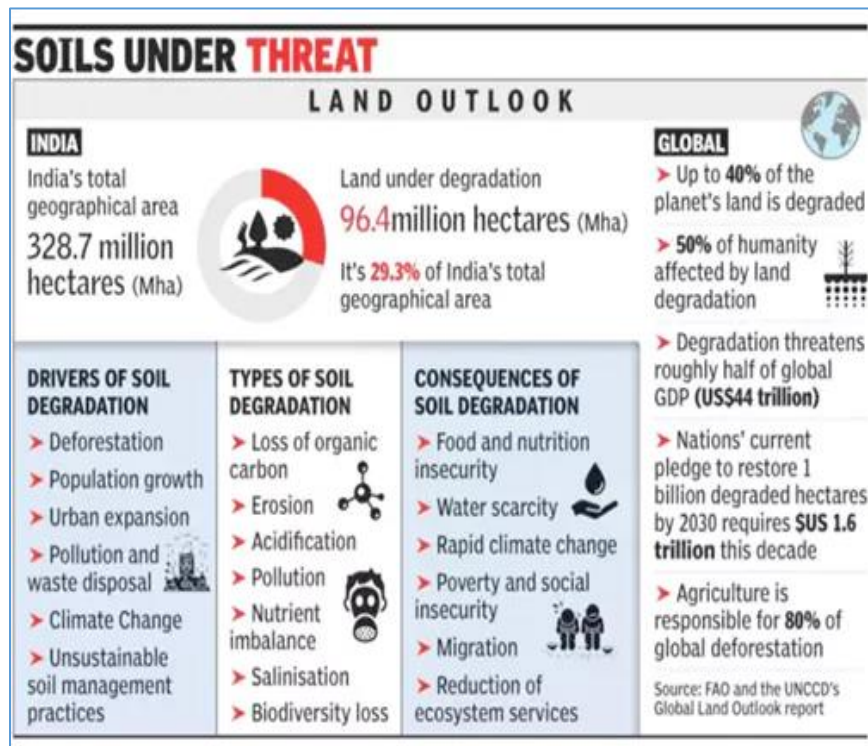 SOILS UNDER THREAT
LAND OUTLOOK
INDIA
India's total
geographical area
328.7 million
hectares (Mha)
Land under degradation
96.4million hectares (Mha)
It's 29.3% of India's total
geographical area
DRIVERS OF SOIL
DEGRADATION
➤ Deforestation
➤ Population growth
➤ Urban expansion
➤ Pollution and
waste disposal
➤ Climate Change
➤ Unsustainable
soil management
practices
TYPES OF SOIL
DEGRADATION
➤ Loss of organic
carbon
➤ Erosion
➤ Acidification
➤ Pollution
➤ Nutrient
imbalance
➤ Salinisation
➤ Biodiversity loss
CONSEQUENCES OF
SOIL DEGRADATION
➤ Food and nutrition
insecurity
➤ Water scarcity
➤ Rapid climate change
➤ Poverty and social
insecurity
➤ Migration
➤ Reduction of
ecosystem services
GLOBAL
➤ Up to 40% of the
planet's land is degraded
➤ 50% of humanity
affected by land
degradation
➤ Degradation threatens
roughly half of global
GDP (US$44 trillion)
➤ Nations' current
pledge to restore 1
billion degraded hectares
by 2030 requires $US 1.6
trillion this decade
➤ Agriculture is
responsible for 80% of
global deforestation
Source: FAO and the UNCCD's
Global Land Outlook report